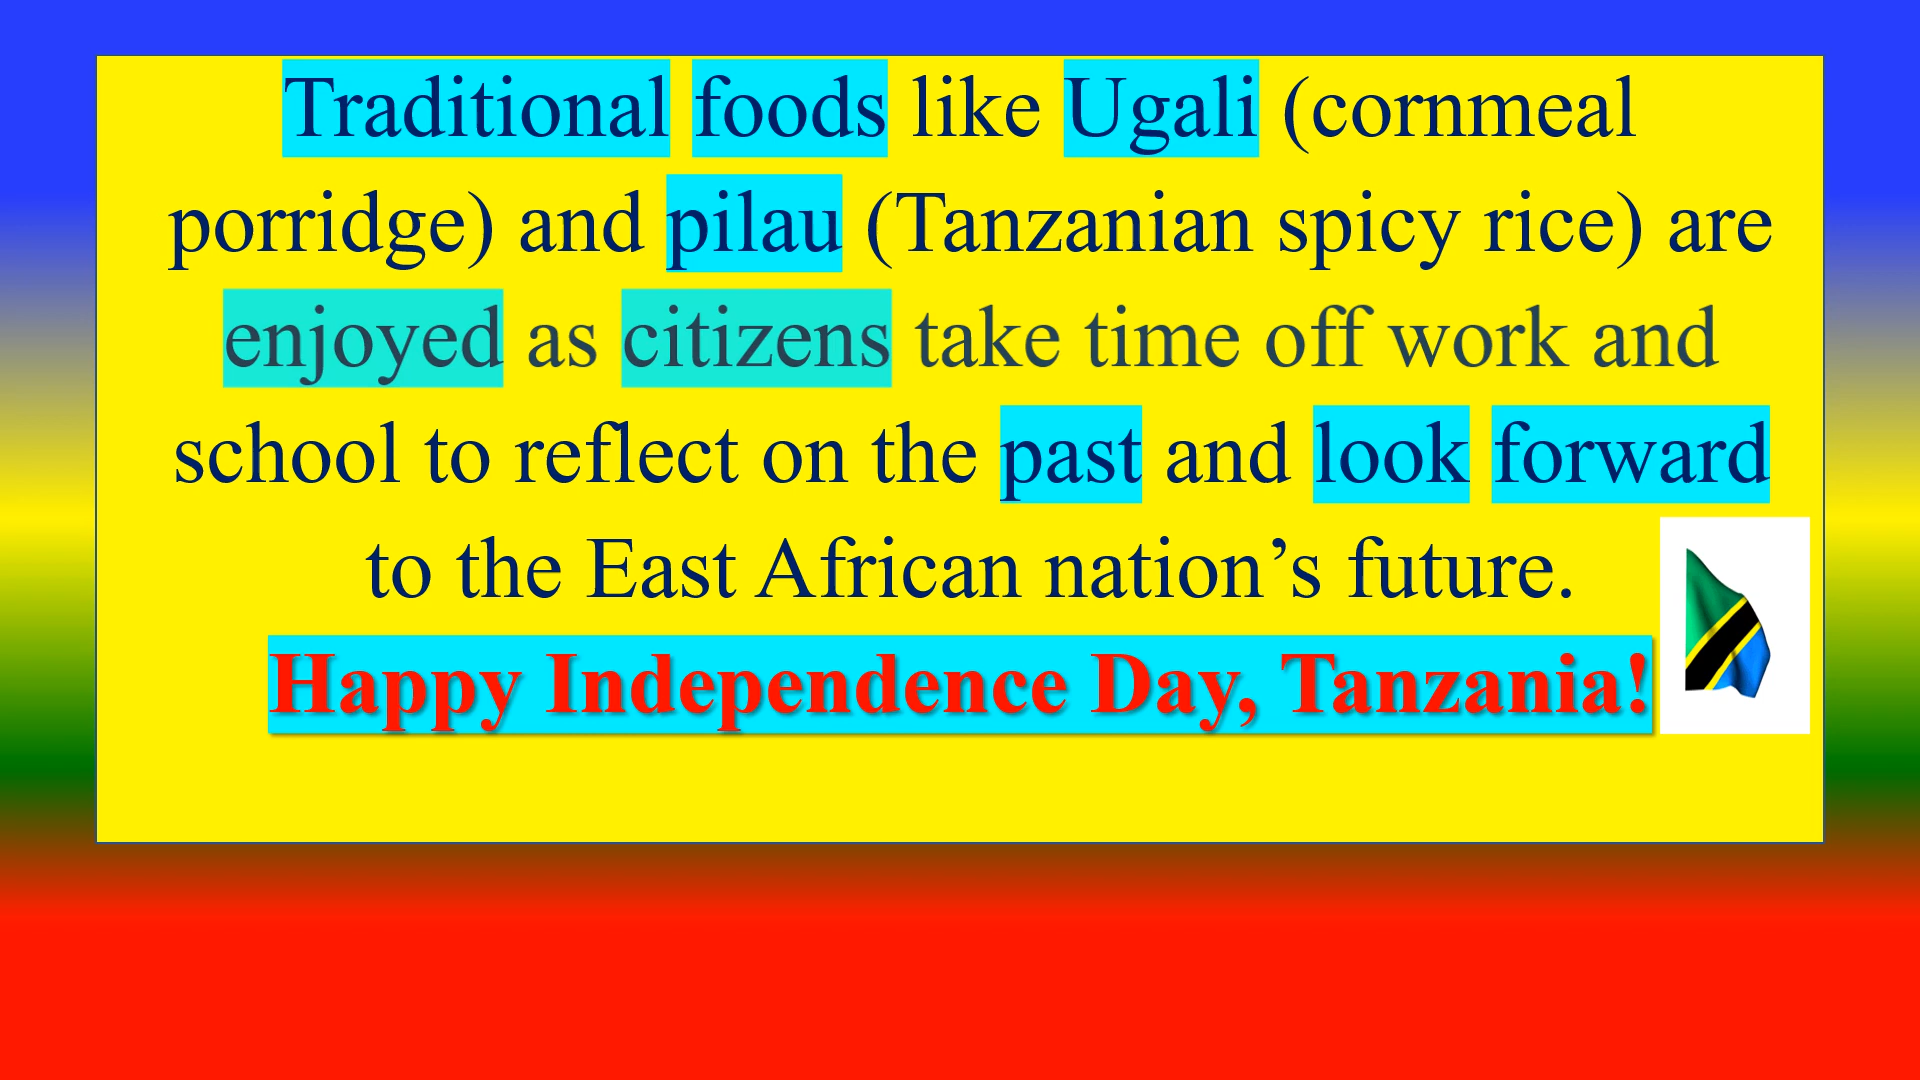 Traditional foods like Ugali (cornmeal
porridge) and pilau (Tanzanian spicy rice) are
enjoyed as citizens take time off work and
school to reflect on the past and look forward
to the East African nation’s future.
Happy Independence Day, Tanzania!